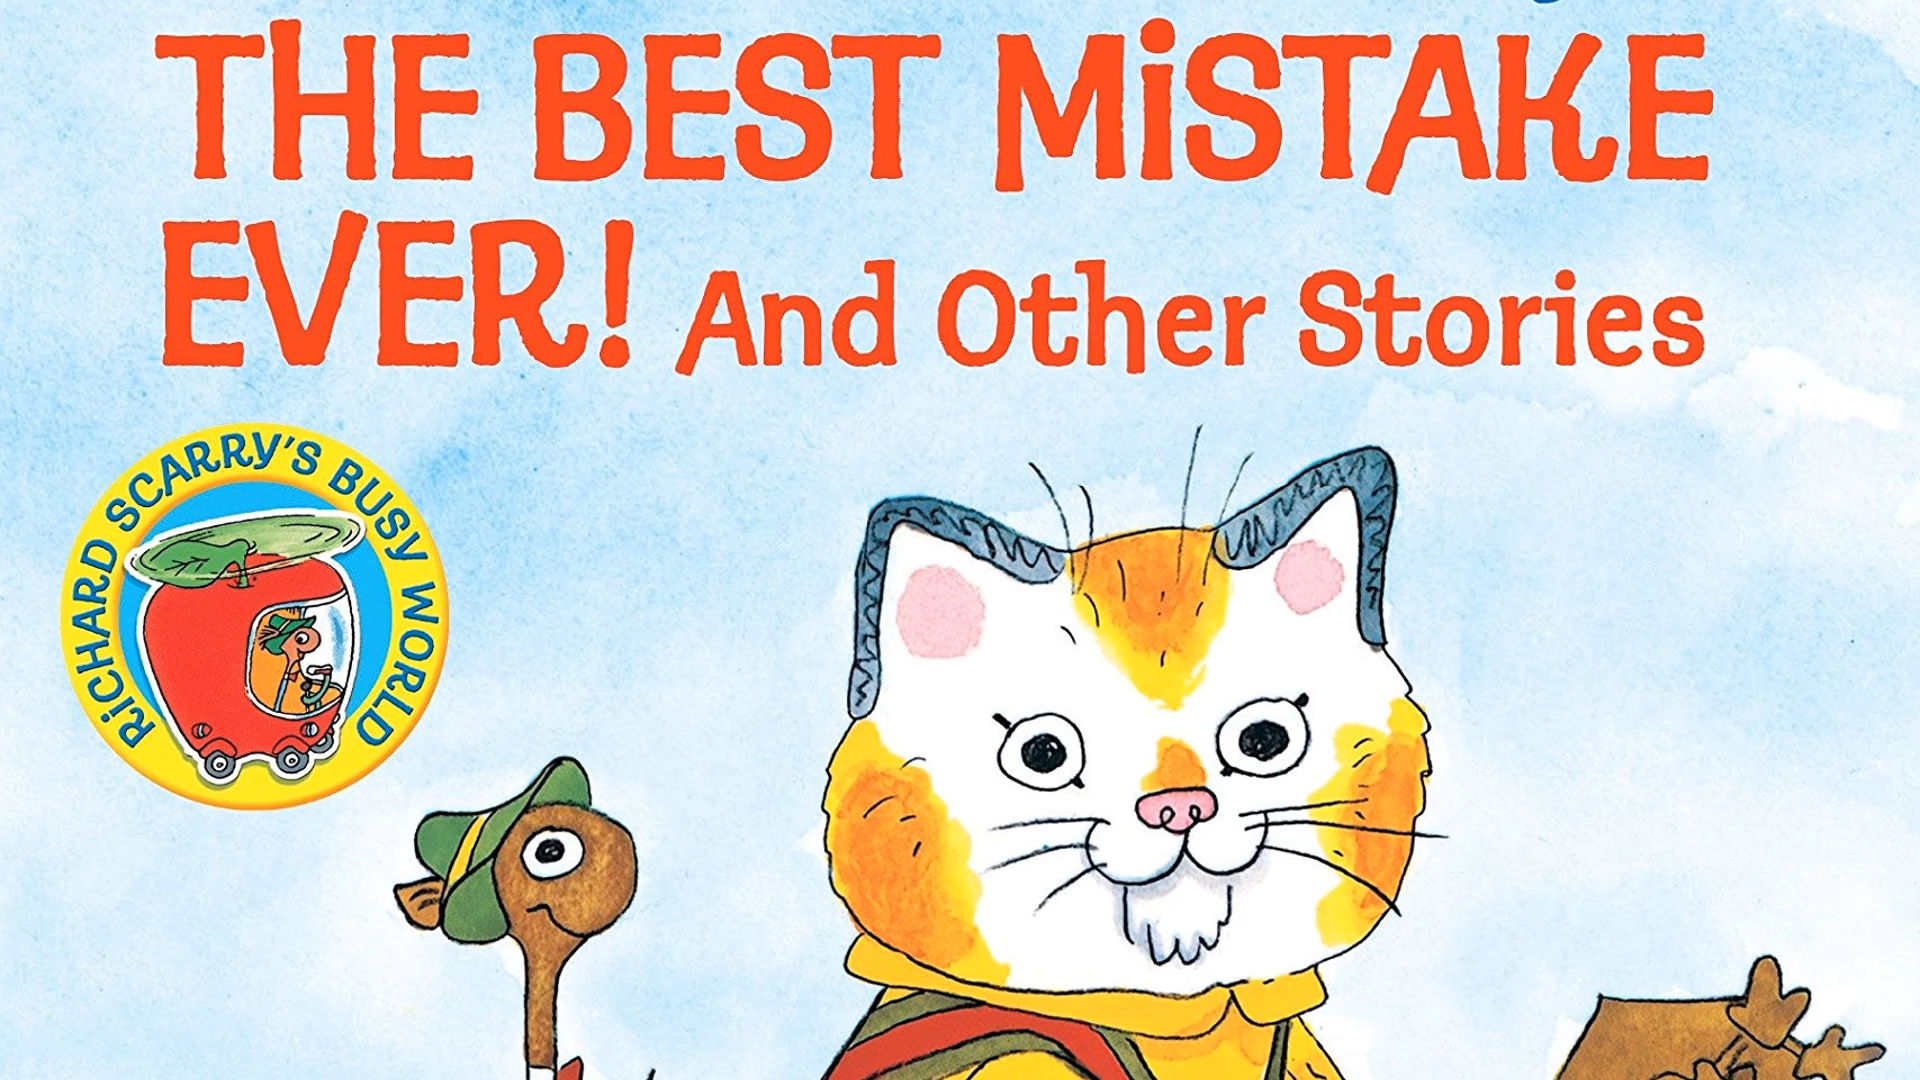 THE BEST MiSTAKE
EVER! And Other Stories
RiCHARD SCARRY'S BUSY WORLD